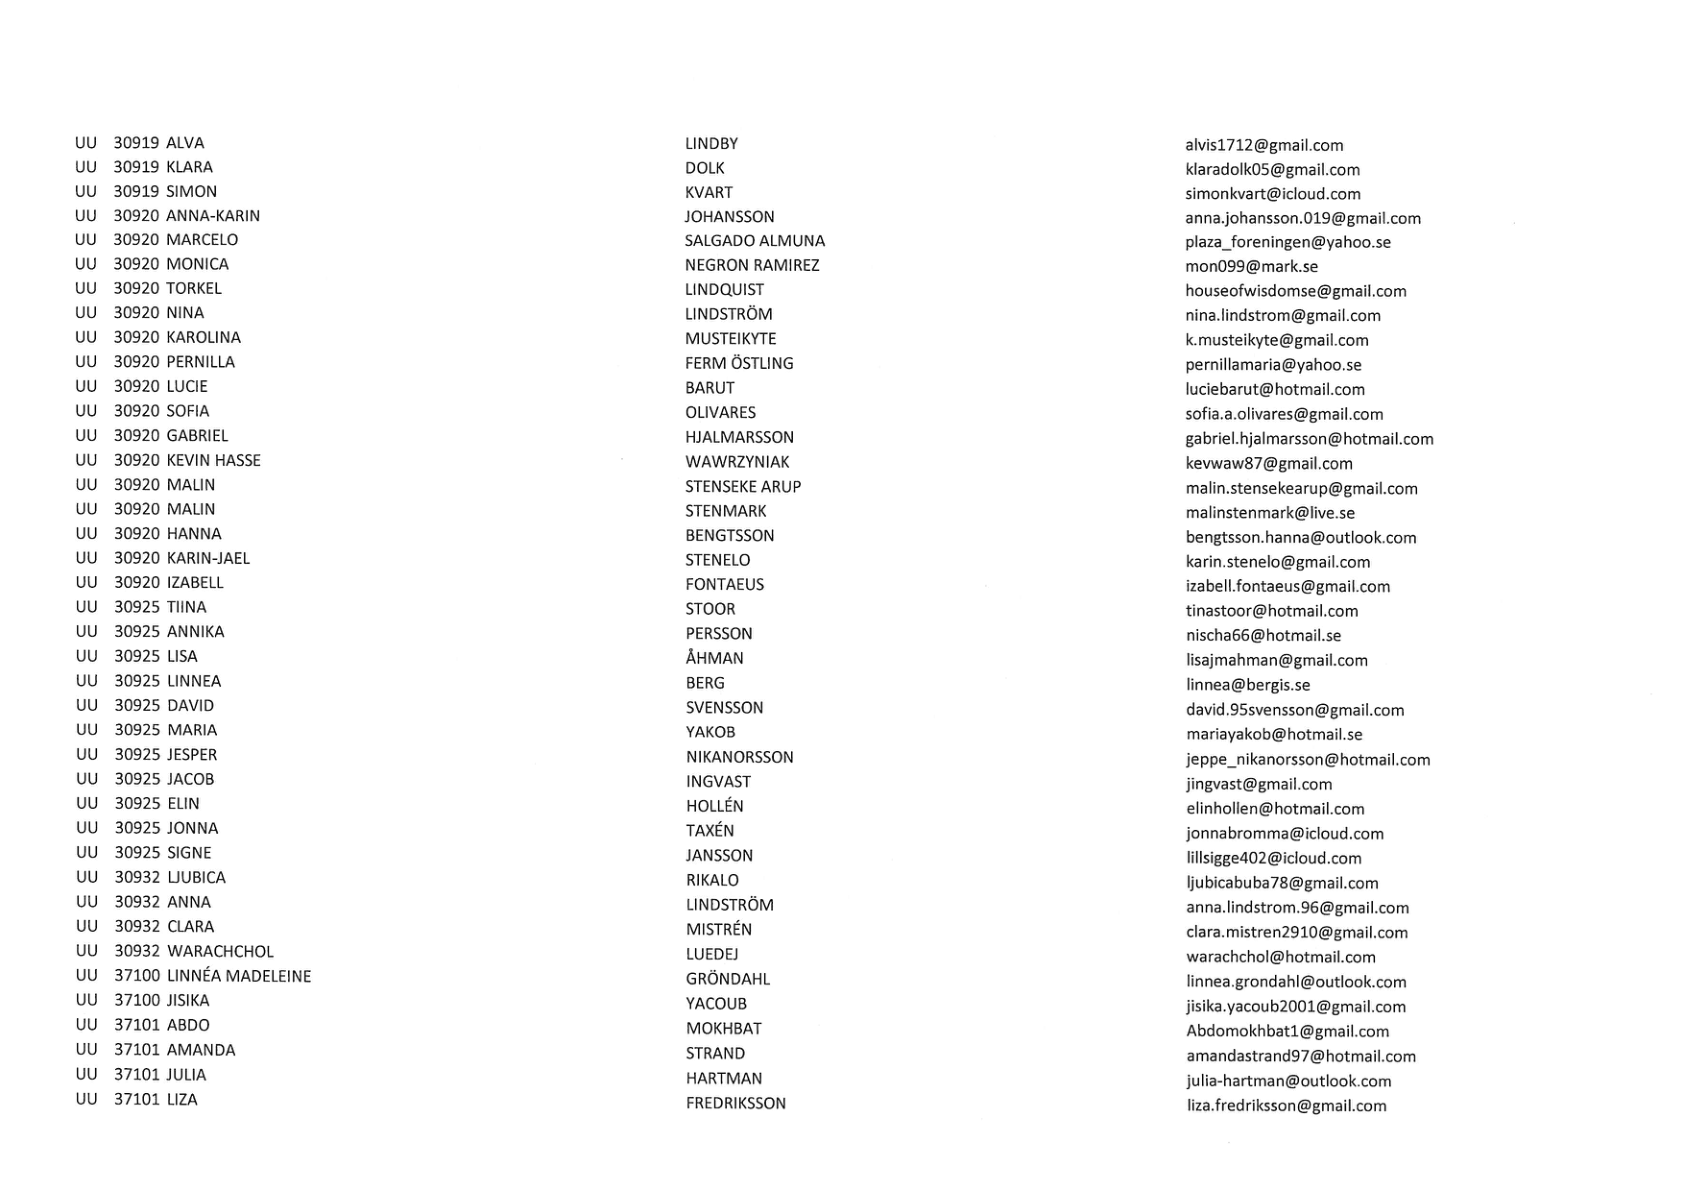 UU 30919 ALVA LINDBY alvis1712@gmail.com
UU 30919 KLARA DOLK klaradolk05@gmail.com
UU 30919 SIMON KVART simonkvart@icloud.com
UU 30920 ANNA-KARIN JOHANSSON anna.johansson.019@gmail.com
UU 30920 MARCELO SALGADO ALMUNA plaza_foreningen@yahoo.se
UU 30920 MONICA NEGRON RAMIREZ mon099@mark.se
UU 30920 TORKEL LINDQUIST houseofwisdomse@gmail.com
UU 30920 NINA LINDSTRÖM nina.lindstrom@gmail.com
UU 30920 KAROLINA MUSTEIKYTE k.musteikyte@gmail.com
UU 30920 PERNILLA FERM ÖSTLING pernillamaria@yahoo.se
UU 30920 LUCIE BARUT luciebarut@hotmail.com
UU 30920 SOFIA OLIVARES sofia.a.olivares@gmail.com
UU 30920 GABRIEL HJALMARSSON gabriel.hjalmarsson@hotmail.com
UU 30920 KEVIN HASSE WAWRZYNIAK kevwaw87@gmail.com
UU 30920 MALIN STENSEKE ARUP malin.stensekearup@gmail.com
UU 30920 MALIN STENMARK malinstenmark@live.se
UU 30920 HANNA BENGTSSON bengtsson.hanna@outlook.com
UU 30920 KARIN-JAEL STENELO karin.stenelo@gmail.com
UU 30920 IZABELL FONTAEUS izabell.fontaeus@gmail.com
UU 30925 TIINA STOOR tinastoor@hotmail.com
UU 30925 ANNIKA PERSSON nischa66@hotmail.se
UU 30925 LISA ÅHMAN lisajmahman@gmail.com
UU 30925 LINNEA BERG linnea@bergis.se
UU 30925 DAVID SVENSSON david.95svensson@gmail.com
UU 30925 MARIA YAKOB mariayakob@hotmail.se
UU 30925 JESPER NIKANORSSON jeppe_nikanorsson@hotmail.com
UU 30925 JACOB INGVAST jingvast@gmail.com
UU 30925 ELIN HOLLÉN elinhollen@hotmail.com
UU 30925 JONNA TAXÉN jonnabromma@icloud.com
UU 30925 SIGNE JANSSON lillsigge402@icloud.com
UU 30932 LJUBICA RIKALO ljubicabuba78@gmail.com
UU 30932 ANNA LINDSTRÖM anna.lindstrom.96@gmail.com
UU 30932 CLARA MISTRÉN clara.mistren2910@gmail.com
UU 30932 WARACHCHOL LUEDEJ warachchol@hotmail.com
UU 37100 LINNÉA MADELEINE GRÖNDAHL linnea.grondahl@outlook.com
UU 37100 JISIKA YACOUB jisika.yacoub2001@gmail.com
UU 37101 ABDO MOKHBAT Abdomokhbat1@gmail.com
UU 37101 AMANDA STRAND amandastrand97@hotmail.com
UU 37101 JULIA HARTMAN julia-hartman@outlook.com
UU 37101 LIZA FREDRIKSSON liza.fredriksson@gmail.com